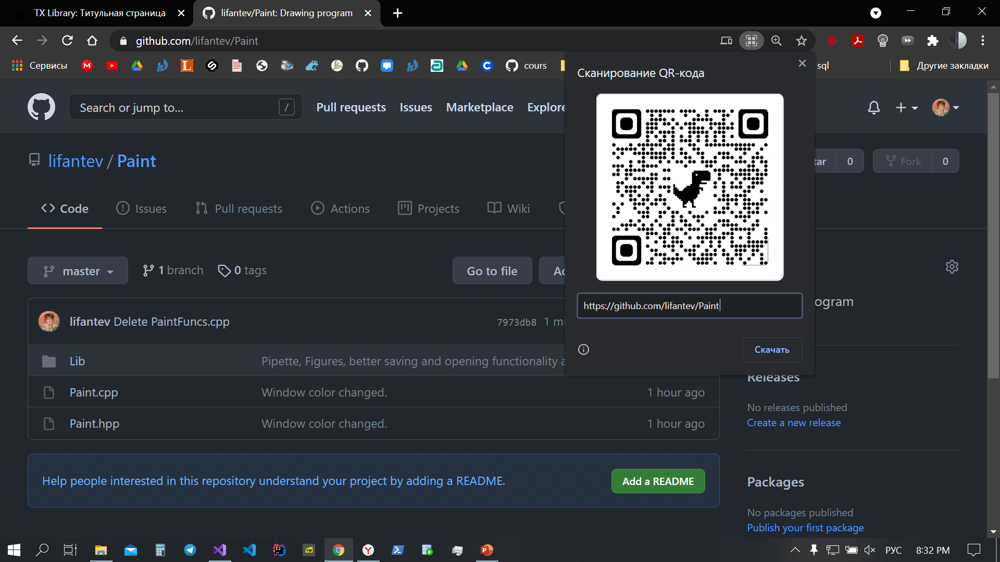 TX Library: Титульная страница
lifantev/Paint: Drawing program
github.com/lifantev/Paint
Сервисы
cours
sql
Другие закладки
Search or jump to...
/
Pull requests
Issues
Marketplace
Explore
Сканирование QR-кода
lifantev / Paint
tar
0
Fork
0
Code
Issues
Pull requests
Actions
Projects
Wiki
master
1 branch
0 tags
Go to file
Ad
https://github.com/lifantev/Paint
ogram
lifantev Delete PaintFuncs.cpp
7973db8
1 mi
Скачать
Lib
Pipette, Figures, better saving and opening functionality a
Releases
Paint.cpp
Window color changed.
1 hour ago
No releases published
Create a new release
Paint.hpp
Window color changed.
1 hour ago
Help people interested in this repository understand your project by adding a README.
Add a README
Packages
No packages published
Publish your first package
РУС
8:32 PM